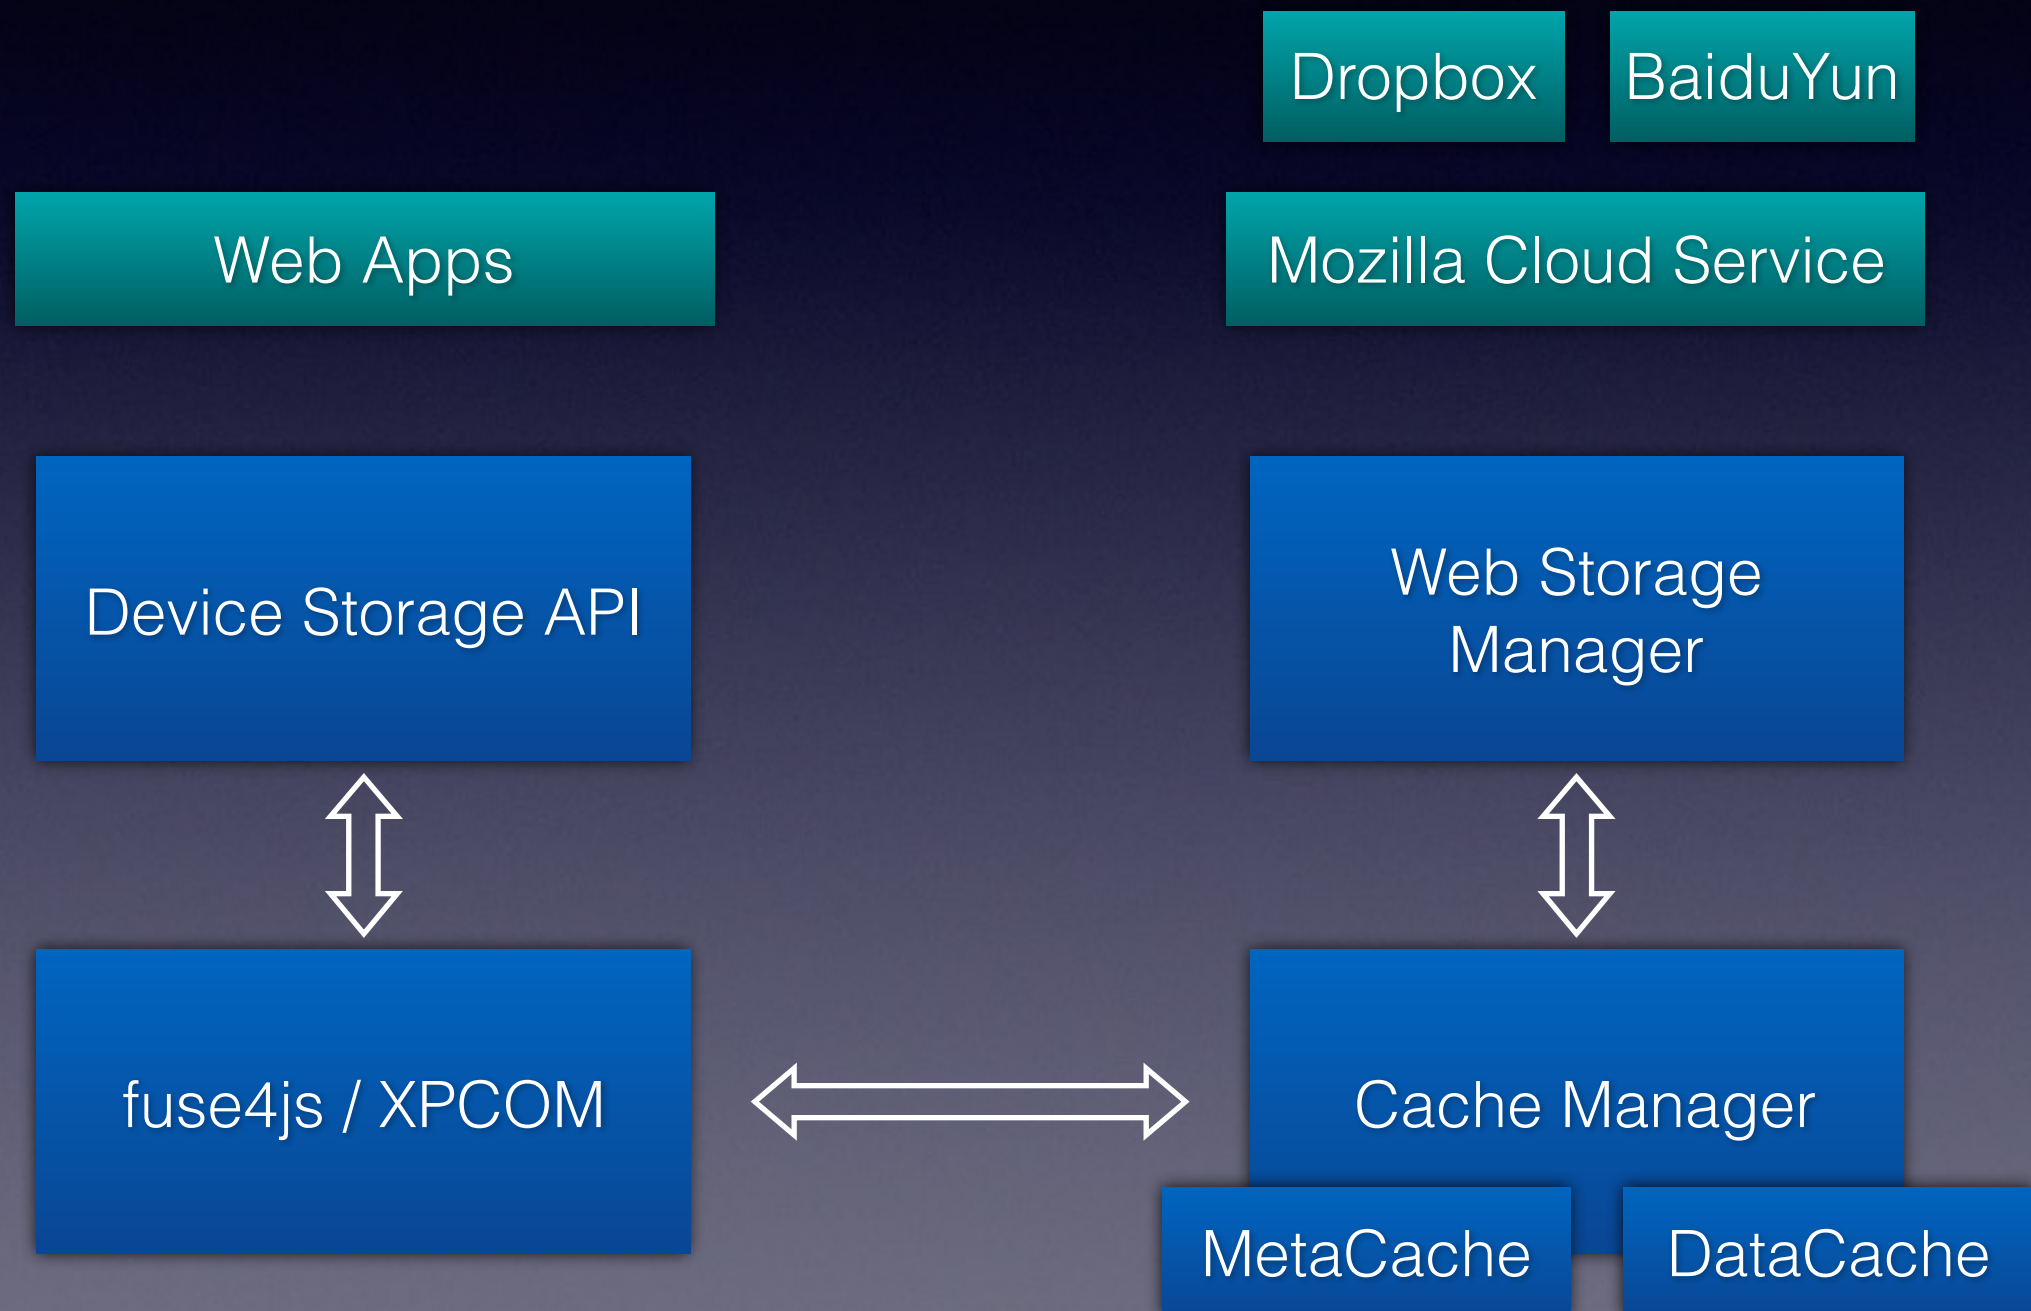 Dropbox
BaiduYun
Web Apps
Mozilla Cloud Service
Device Storage API
Web Storage
Manager
fuse4js / XPCOM
Cache Manager
MetaCache
DataCache